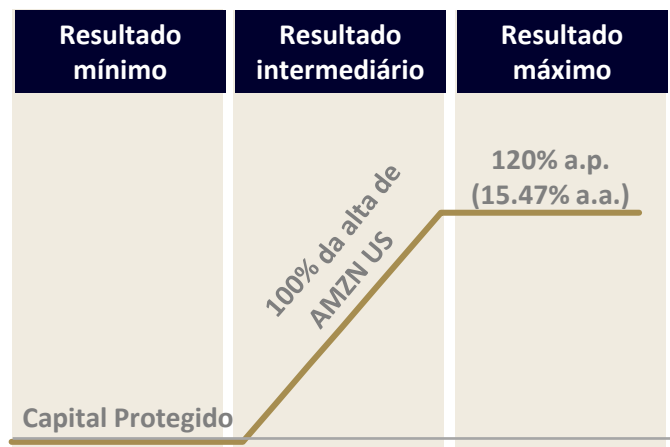 Resultado
mínimo
Resultado
intermediário
Resultado
máximo
120% a.p.
(15.47% a.a.)
100% da alta de
AMZN US
Capital Protegido